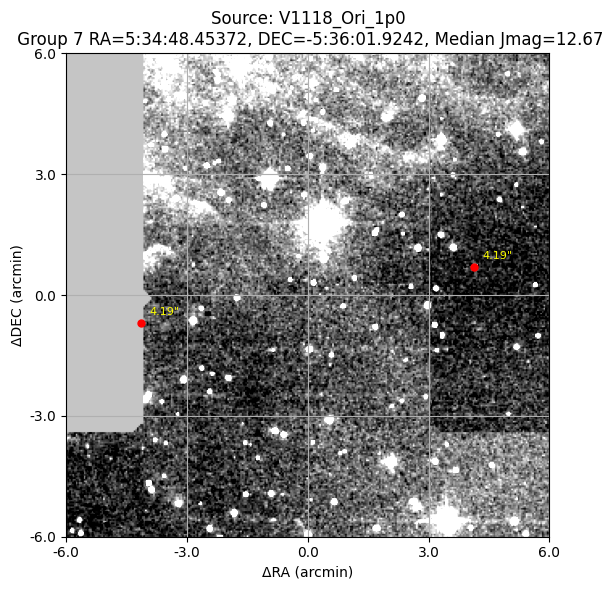 Source: V1118_Ori_1p0
Group 7 RA=5:34:48.45372, DEC=-5:36:01.9242, Median Jmag=12.67
6.0
3.0
0.0
-3.0
-6.0
ΔDEC (arcmin)
4.19"
4.19"
-6.0 -3.0 0.0 3.0 6.0
ΔRA (arcmin)